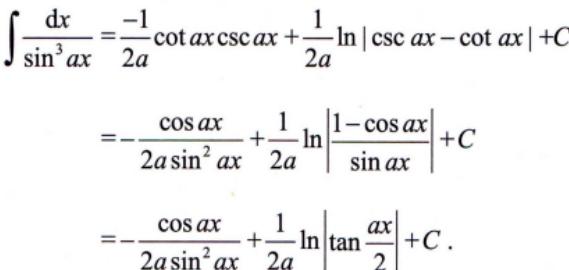 ∫ dx/sin³ ax = -1/2a cot ax csc ax + 1/2a ln | csc ax − cot ax | +C
= − cos ax/2a sin² ax + 1/2a ln |1−cos ax/sin ax| + C
= − cos ax/2a sin² ax + 1/2a ln |tan ax/2| + C .